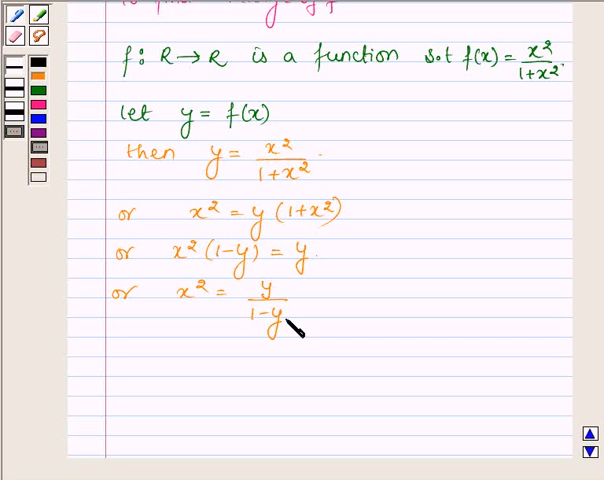 f: R → R is a function s.t f(x) = x²/(1+x²).
let y = f(x)
then y = x²/(1+x²).
or x² = y (1+x²)
or x² (1-y) = y.
or x² = y/(1-y)